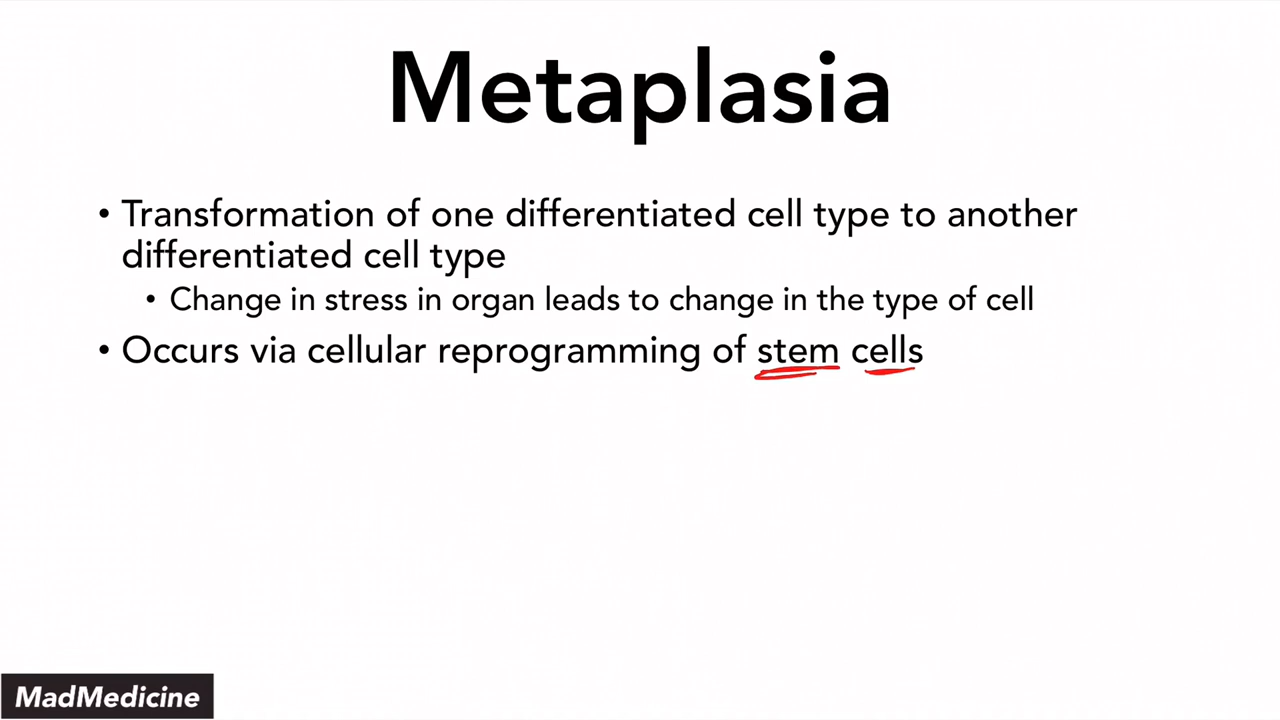 Metaplasia
• Transformation of one differentiated cell type to another
differentiated cell type
• Change in stress in organ leads to change in the type of cell
• Occurs via cellular reprogramming of stem cells
MadMedicine